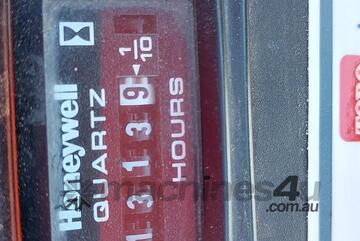 Honeywell
QUARTZ
13139 ◄ 1/10
HOURS
machines4u
.com.au